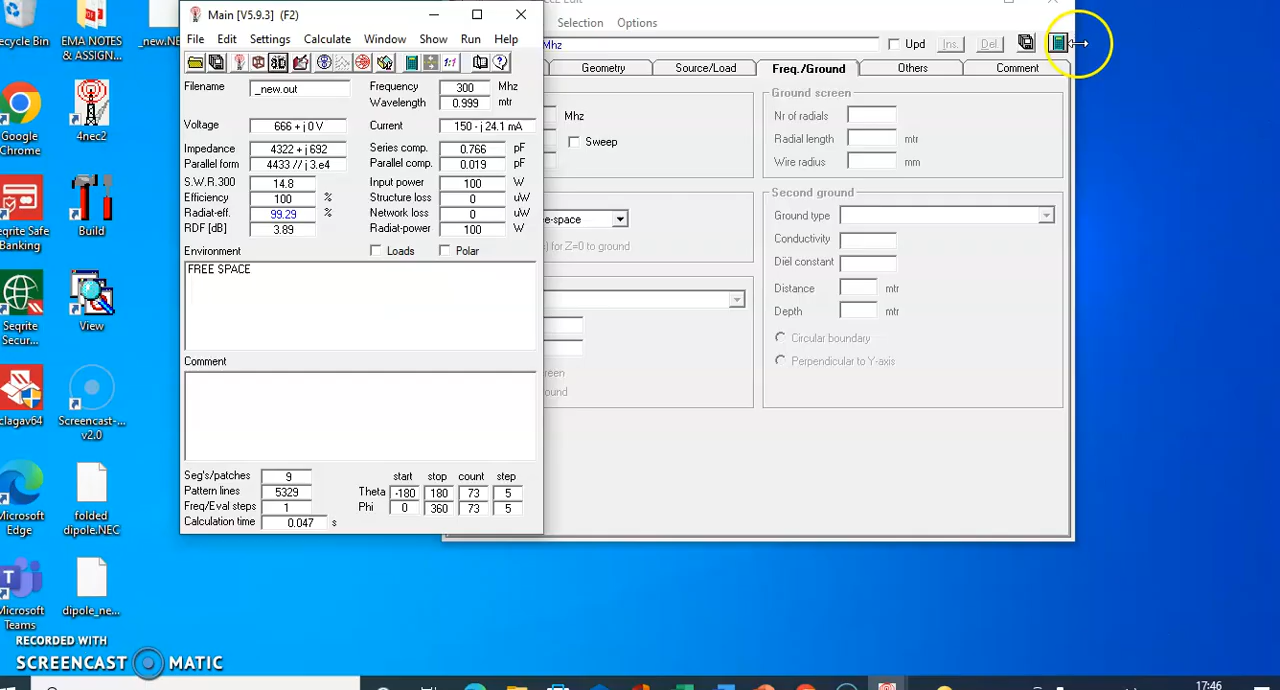 Recycle Bin
EMA NOTES
& ASSIGN...
_new.NE
Google
Chrome
4nec2
Seqrite Safe
Banking
Build
Seqrite
Secur...
View
clagav64
Screencast-...
v2.0
Microsoft
Edge
folded
dipole.NEC
Microsoft
Teams
dipole_ne...
RECORDED WITH
SCREENCAST MATIC
Main [V5.9.3] (F2)
File Edit Settings Calculate Window Show Run Help
3D 1:1
Filename _new.out Frequency 300 Mhz
Wavelength 0.999 mtr
Voltage 666 + j 0 V Current 150 - j 24.1 mA
Impedance 4322 + j 692 Series comp. 0.766 pF
Parallel form 4433 // j 3.e4 Parallel comp. 0.019 pF
S.W.R.300 14.8 Input power 100 W
Efficiency 100 % Structure loss 0 uW
Radiat-eff. 99.29 % Network loss 0 uW
RDF [dB] 3.89 Radiat-power 100 W
Environment Loads Polar
FREE SPACE
Comment
Seg's/patches 9 start stop count step
Pattern lines 5329 Theta -180 180 73 5
Freq/Eval steps 1 Phi 0 360 73 5
Calculation time 0.047 s
Edit
Selection Options
Mhz Upd Ins. Del
Geometry Source/Load Freq./Ground Others Comment
Mhz
Sweep
e-space
) for Z=0 to ground
reen
ound
Ground screen
Nr of radials
Radial length mtr
Wire radius mm
Second ground
Ground type
Conductivity
Diel constant
Distance mtr
Depth mtr
Circular boundary
Perpendicular to Y-axis
17:46